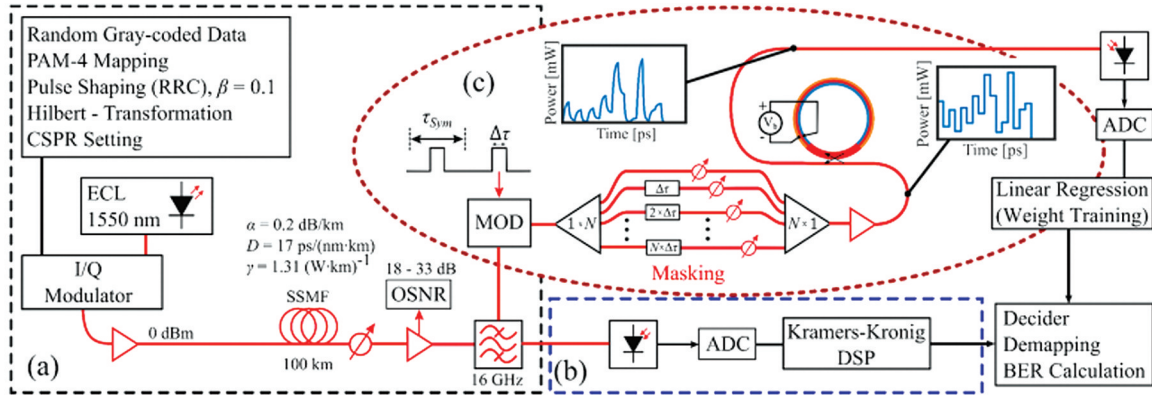 Random Gray-coded Data
PAM-4 Mapping
Pulse Shaping (RRC), β = 0.1
Hilbert - Transformation
CSPR Setting
ECL
1550 nm
I/Q
Modulator
0 dBm
α = 0.2 dB/km
D = 17 ps/(nm·km)
γ = 1.31 (W·km)⁻¹
SSMF
100 km
18 - 33 dB
OSNR
16 GHz
(a)
τSym
Δτ
MOD
1×N
Δτ
2×Δτ
N×Δτ
N×1
Masking
(c)
Power [mW]
Time [ps]
+
Vs
-
Power [mW]
Time [ps]
ADC
Linear Regression
(Weight Training)
(b)
ADC
Kramers-Kronig
DSP
Decider
Demapping
BER Calculation